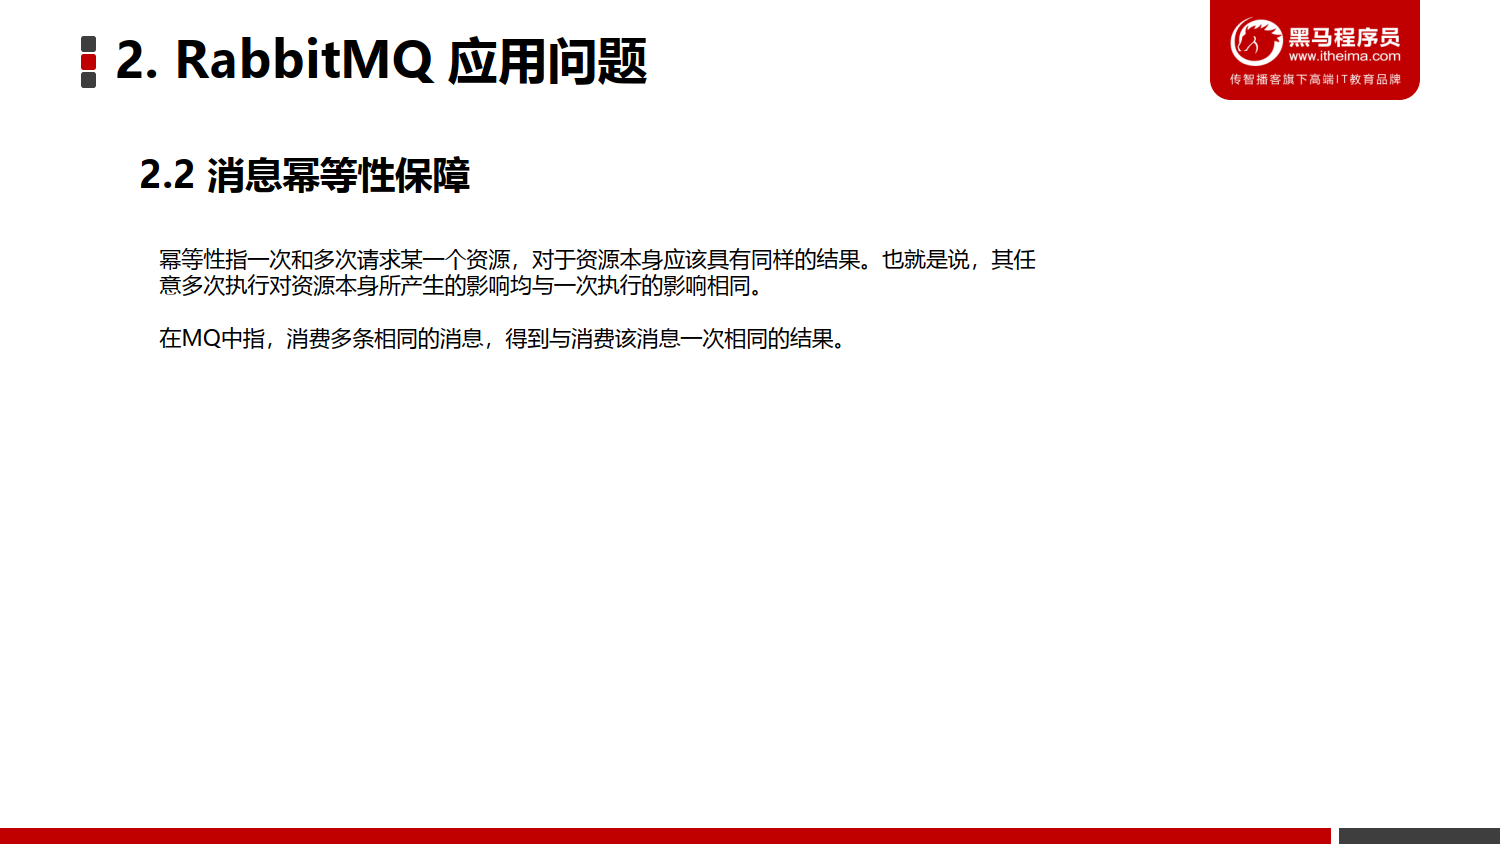 2. RabbitMQ 应用问题
黑马程序员
www.itheima.com
传智播客旗下高端IT教育品牌
2.2 消息幂等性保障
幂等性指一次和多次请求某一个资源，对于资源本身应该具有同样的结果。也就是说，其任
意多次执行对资源本身所产生的影响均与一次执行的影响相同。
在MQ中指，消费多条相同的消息，得到与消费该消息一次相同的结果。